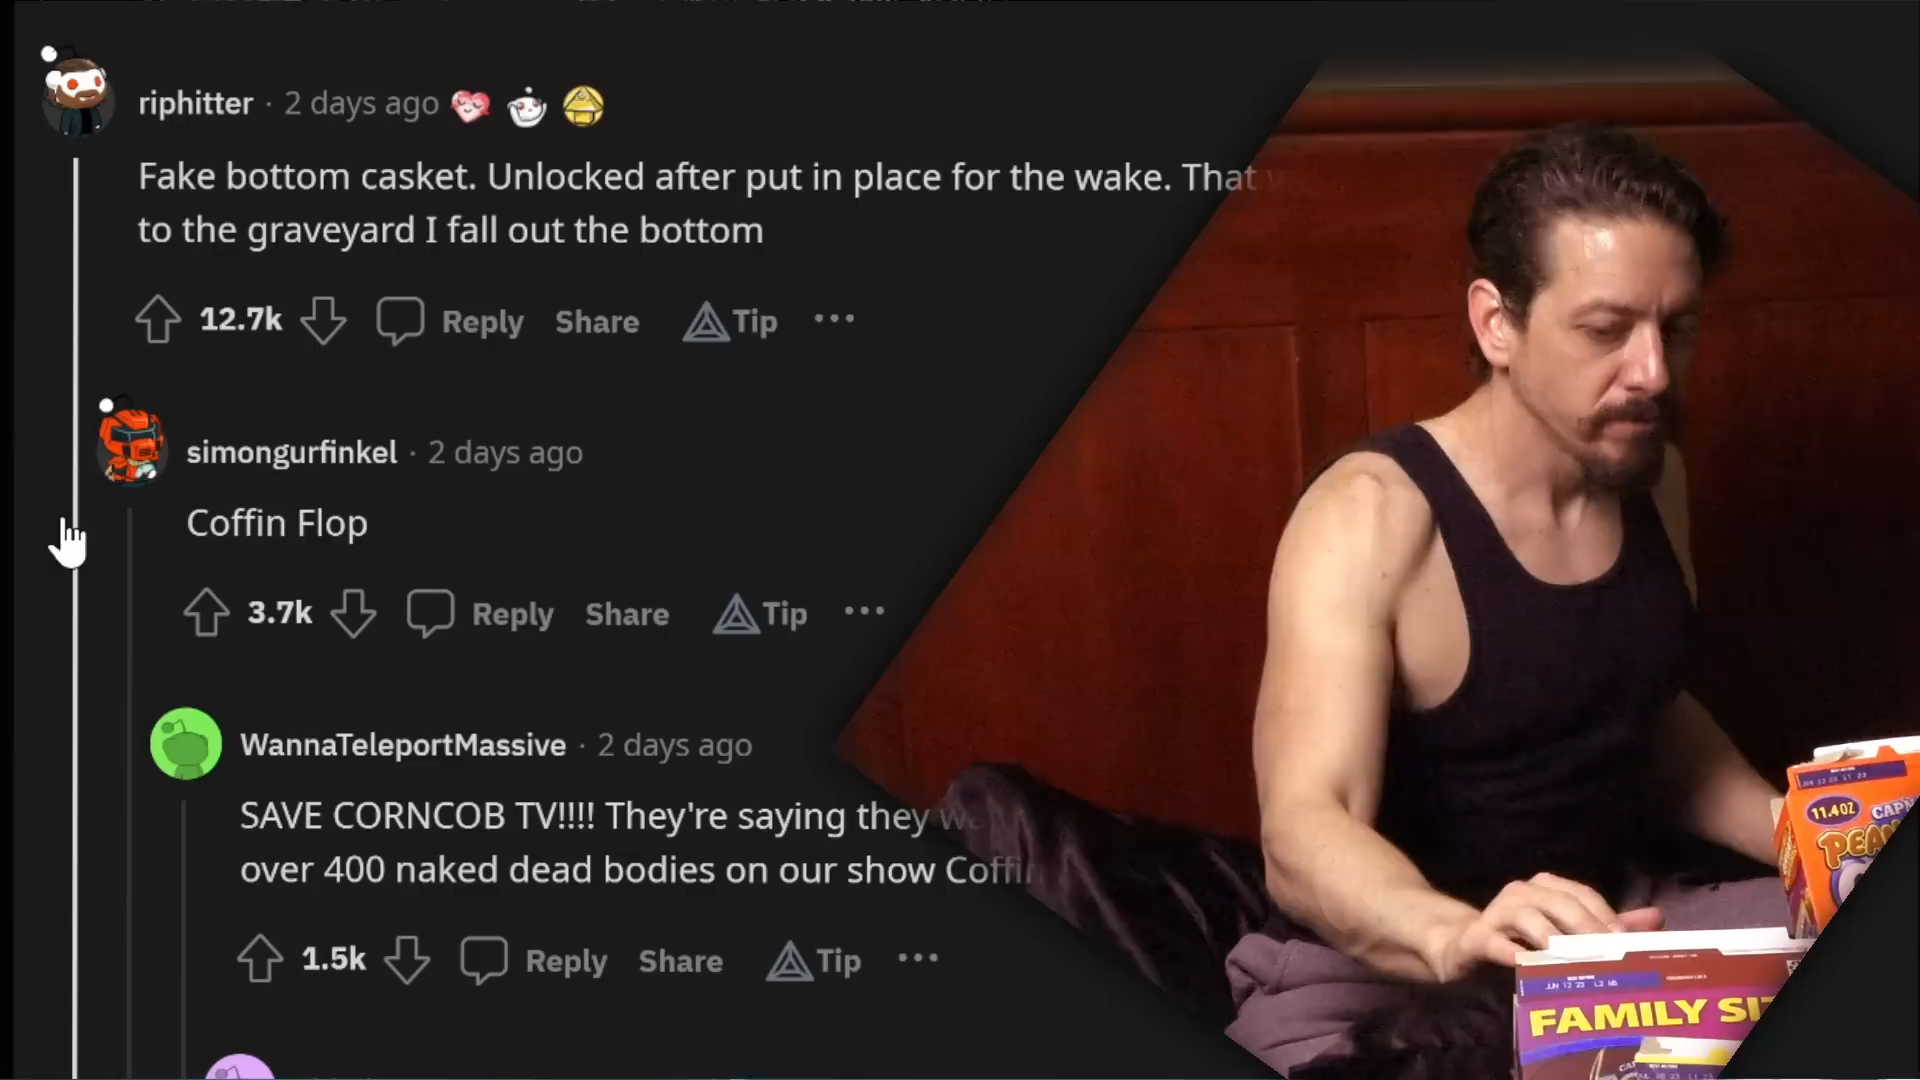 riphitter · 2 days ago
Fake bottom casket. Unlocked after put in place for the wake. That
to the graveyard I fall out the bottom
12.7k Reply Share Tip ···
simongurfinkel · 2 days ago
Coffin Flop
3.7k Reply Share Tip ···
WannaTeleportMassive · 2 days ago
SAVE CORNCOB TV!!!! They're saying they
over 400 naked dead bodies on our show Coffin
1.5k Reply Share Tip ···
11.4 OZ
FAMILY